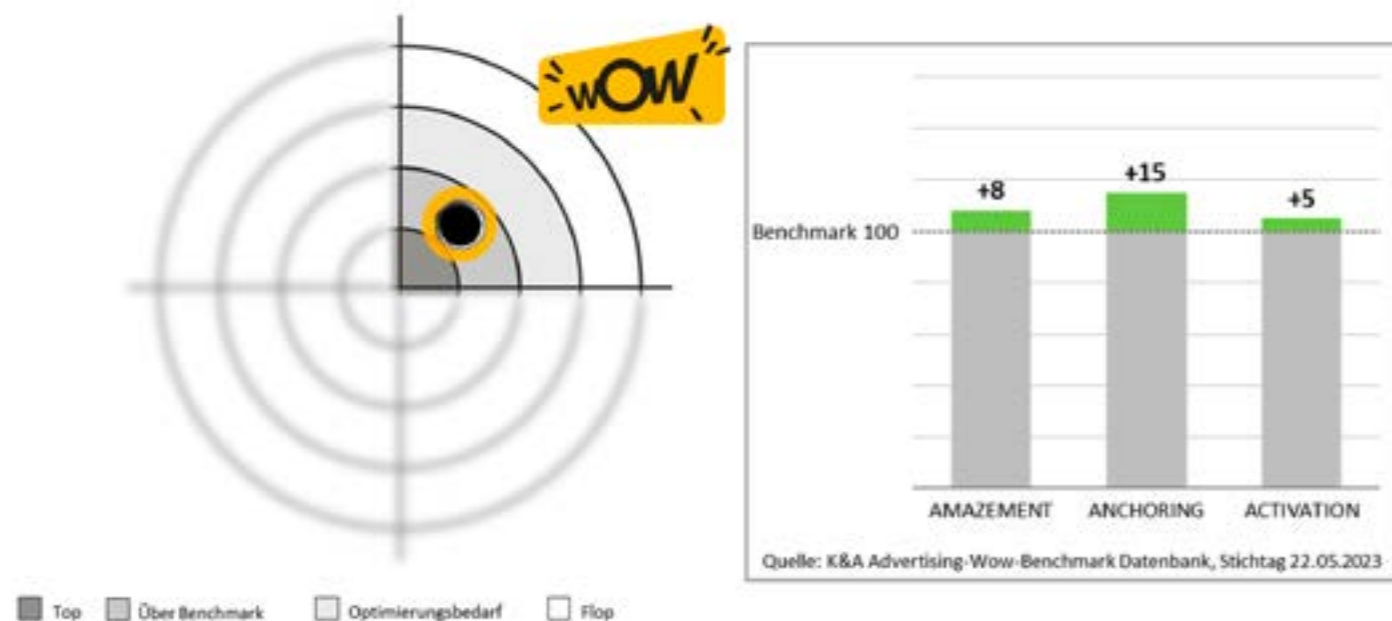 WOW
+8
+15
+5
Benchmark 100
AMAZEMENT ANCHORING ACTIVATION
Quelle: K&A Advertising-Wow-Benchmark Datenbank, Stichtag 22.05.2023
Top Über Benchmark Optimierungsbedarf Flop